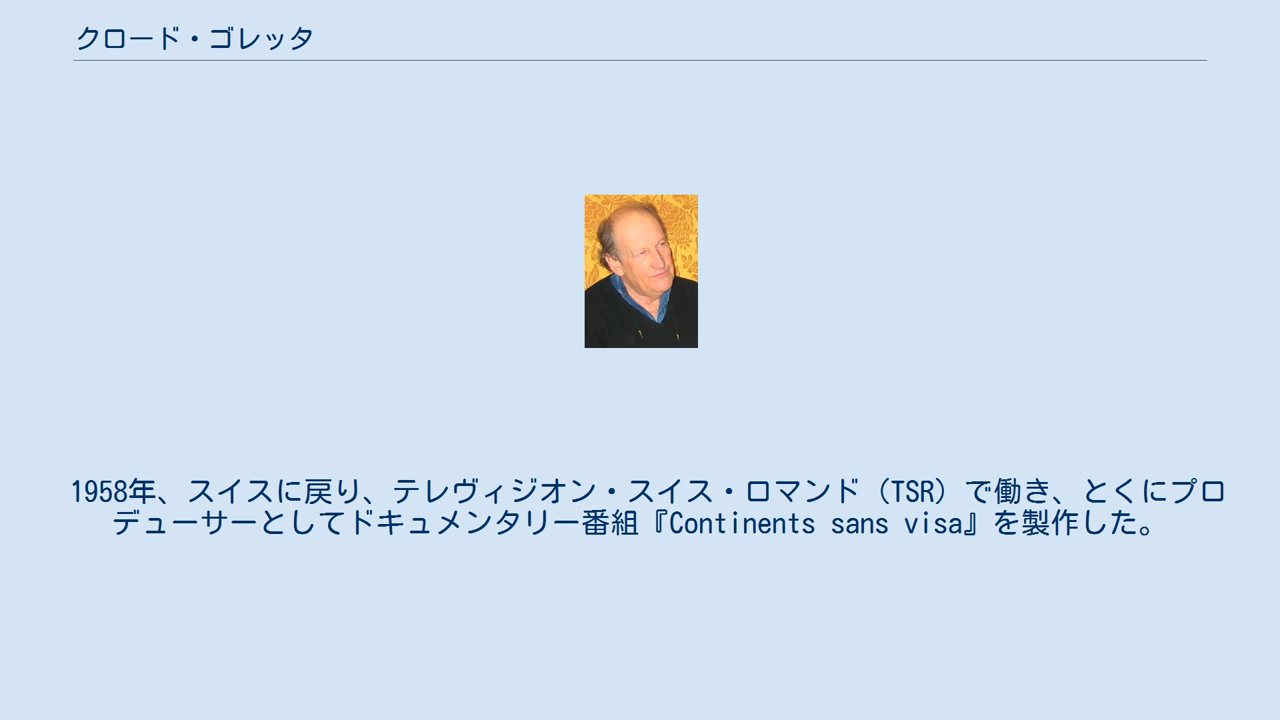 クロード・ゴレッタ
1958年、スイスに戻り、テレヴィジオン・スイス・ロマンド（TSR）で働き、とくにプロ
デューサーとしてドキュメンタリー番組『Continents sans visa』を製作した。